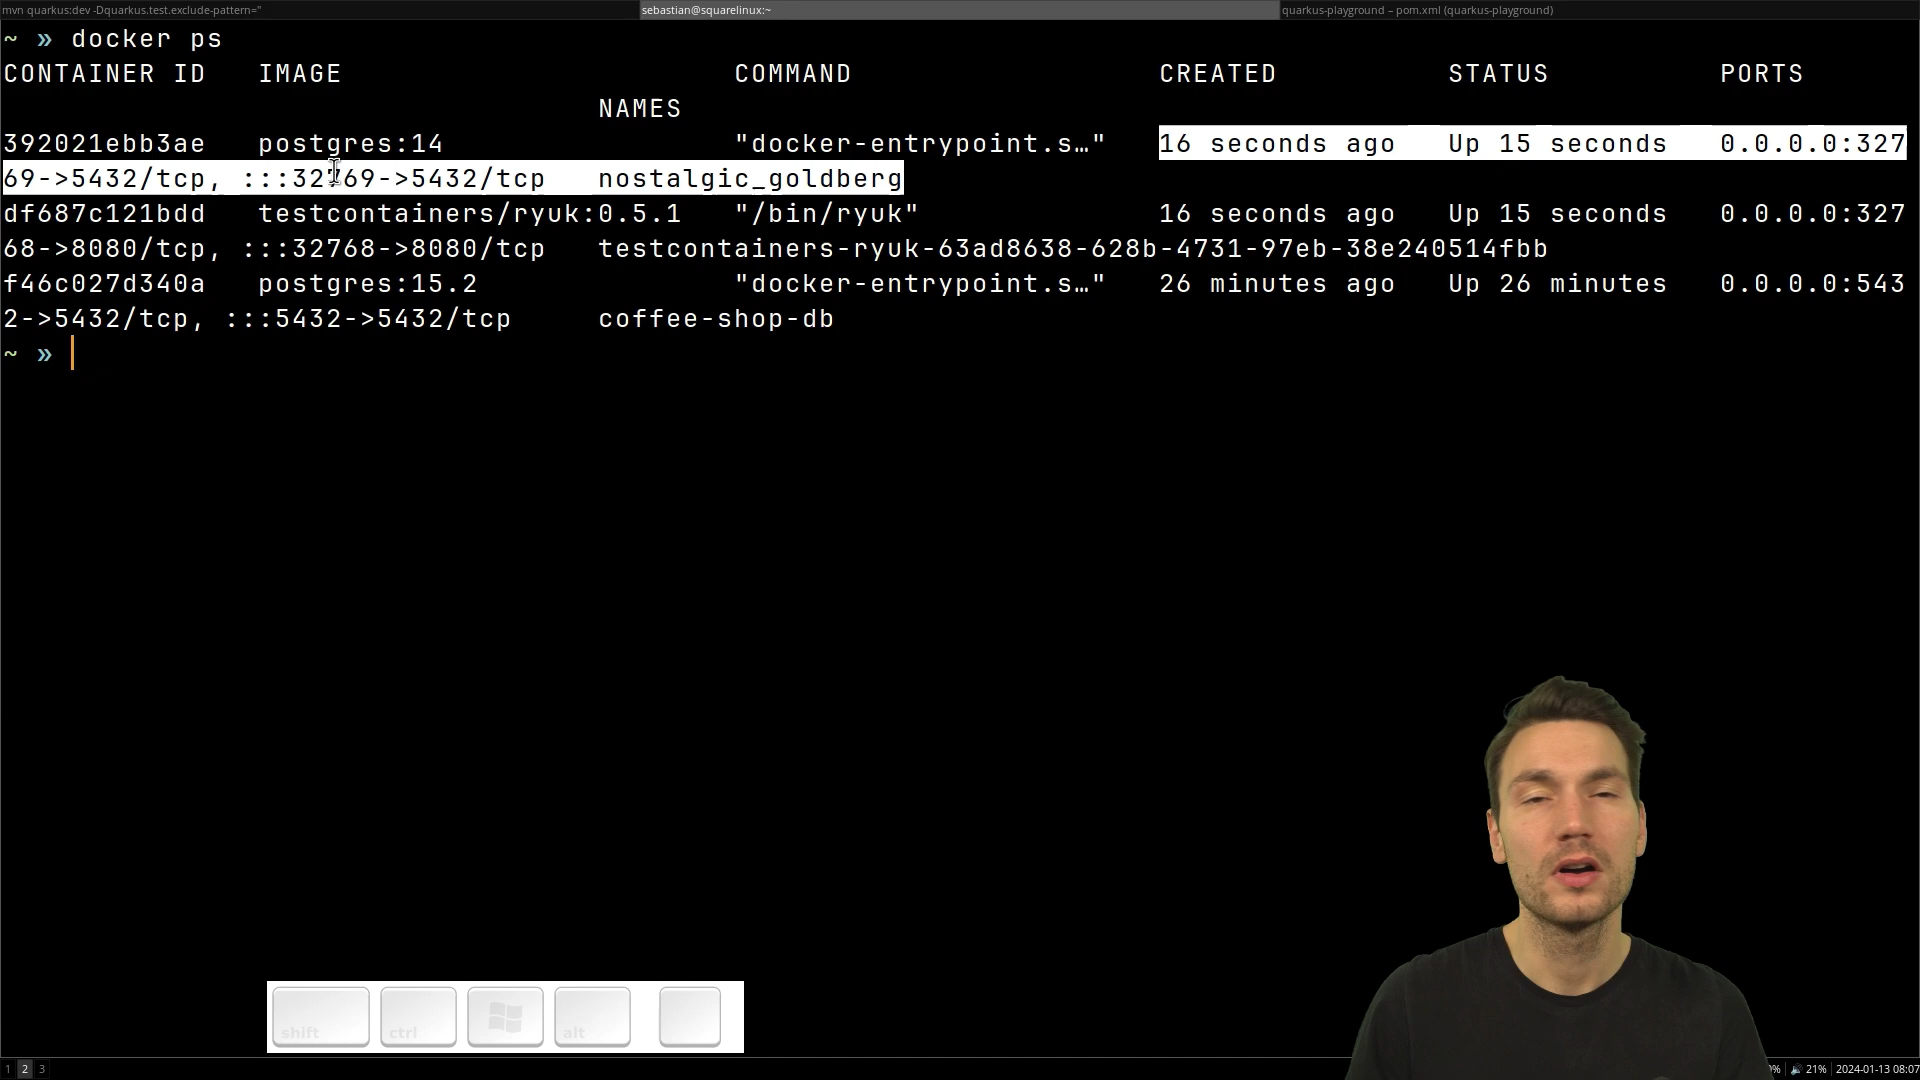 mvn quarkus:dev -Dquarkus.test.exclude-pattern=''
sebastian@squarelinux:~
quarkus-playground – pom.xml (quarkus-playground)
~ » docker ps
CONTAINER ID IMAGE COMMAND CREATED STATUS PORTS
NAMES
392021ebb3ae postgres:14 "docker-entrypoint.s…" 16 seconds ago Up 15 seconds 0.0.0.0:327
69->5432/tcp, :::32769->5432/tcp nostalgic_goldberg
df687c121bdd testcontainers/ryuk:0.5.1 "/bin/ryuk" 16 seconds ago Up 15 seconds 0.0.0.0:327
68->8080/tcp, :::32768->8080/tcp testcontainers-ryuk-63ad8638-628b-4731-97eb-38e240514fbb
f46c027d340a postgres:15.2 "docker-entrypoint.s…" 26 minutes ago Up 26 minutes 0.0.0.0:543
2->5432/tcp, :::5432->5432/tcp coffee-shop-db
~ »
shift ctrl alt
1 2 3
% 21% 2024-01-13 08:07